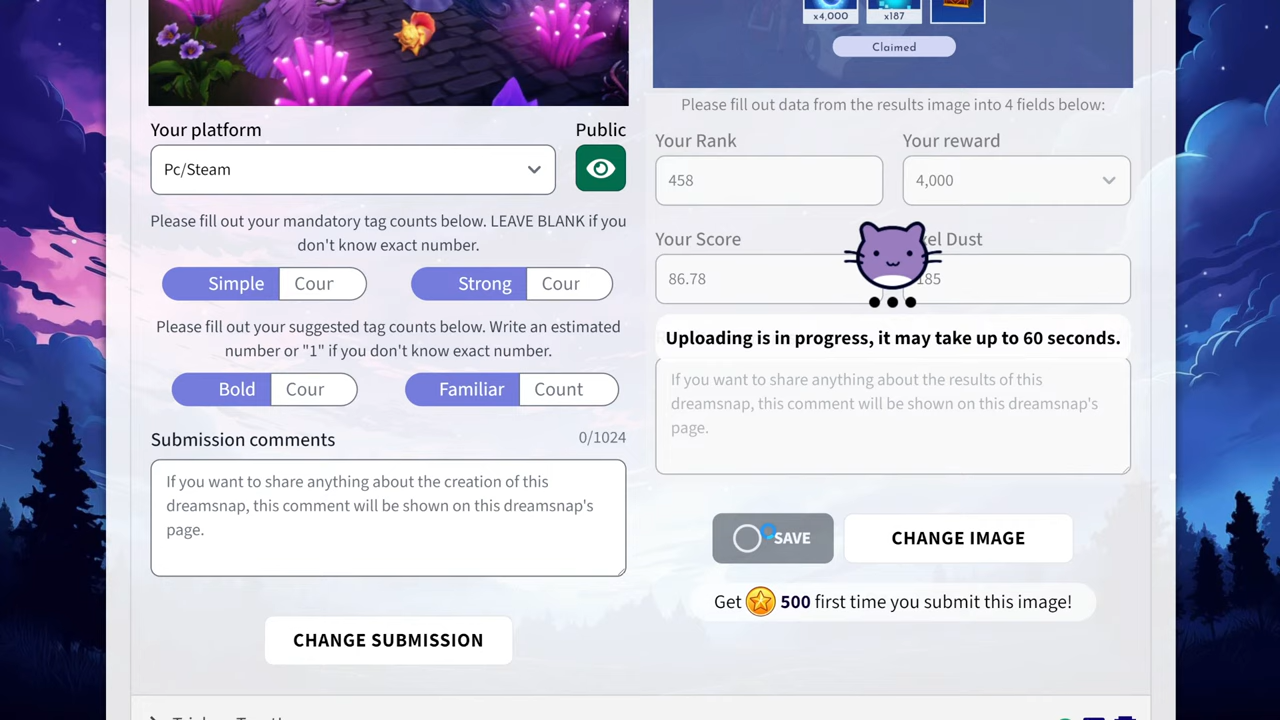 x4,000
x187
Claimed
Please fill out data from the results image into 4 fields below:
Your platform
Public
Pc/Steam
Your Rank
Your reward
458
4,000
Please fill out your mandatory tag counts below. LEAVE BLANK if you
don't know exact number.
Simple
Cour
Strong
Cour
Your Score
Dust
86.78
185
Uploading is in progress, it may take up to 60 seconds.
Please fill out your suggested tag counts below. Write an estimated
number or "1" if you don't know exact number.
Bold
Cour
Familiar
Count
If you want to share anything about the results of this
dreamsnap, this comment will be shown on this dreamsnap's
page.
Submission comments
0/1024
If you want to share anything about the creation of this
dreamsnap, this comment will be shown on this dreamsnap's
page.
SAVE
CHANGE IMAGE
Get 500 first time you submit this image!
CHANGE SUBMISSION